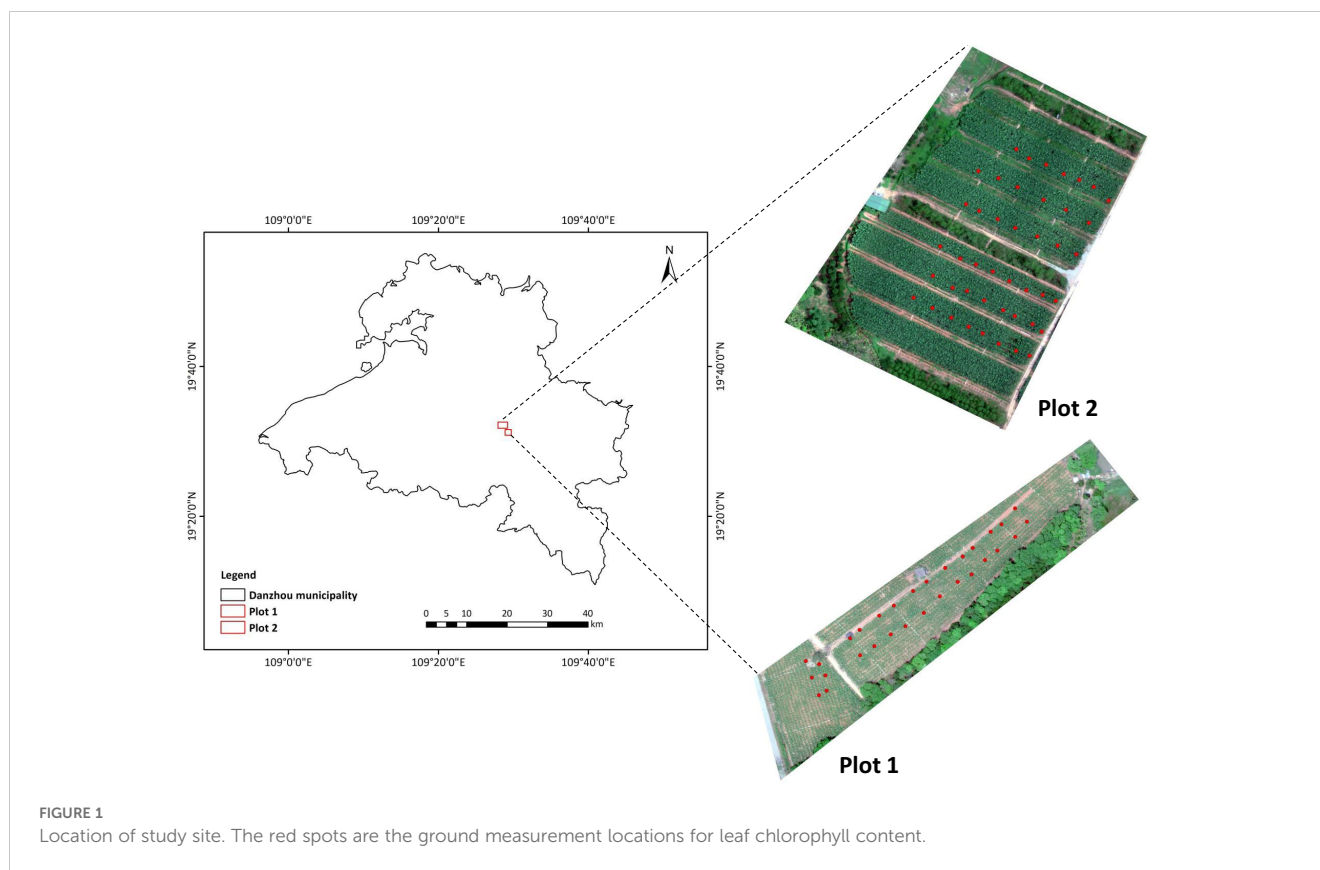 Plot 2
109°0'0"E
109°20'0"E
109°40'0"E
N
19°40'0"N
19°40'0"N
19°20'0"N
19°20'0"N
Legend
Danzhou municipality
Plot 1
Plot 2
0 5 10 20 30 40
km
109°0'0"E
109°20'0"E
109°40'0"E
Plot 1
FIGURE 1
Location of study site. The red spots are the ground measurement locations for leaf chlorophyll content.